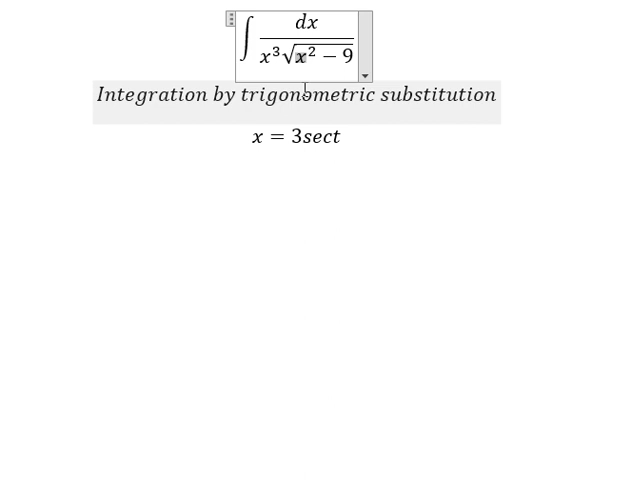 ∫ dx / (x³√(x² − 9))
Integration by trigonometric substitution
x = 3sect